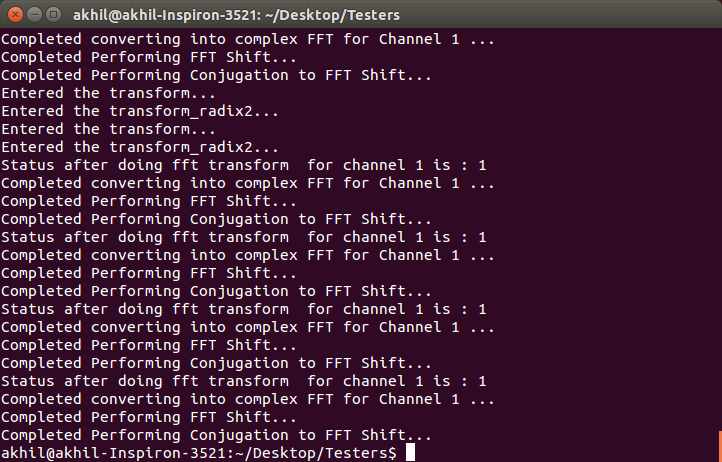 akhil@akhil-Inspiron-3521: ~/Desktop/Testers
Completed converting into complex FFT for Channel 1 ...
Completed Performing FFT Shift...
Completed Performing Conjugation to FFT Shift...
Entered the transform...
Entered the transform_radix2...
Entered the transform...
Entered the transform_radix2...
Status after doing fft transform  for channel 1 is : 1
Completed converting into complex FFT for Channel 1 ...
Completed Performing FFT Shift...
Completed Performing Conjugation to FFT Shift...
Status after doing fft transform  for channel 1 is : 1
Completed converting into complex FFT for Channel 1 ...
Completed Performing FFT Shift...
Completed Performing Conjugation to FFT Shift...
Status after doing fft transform  for channel 1 is : 1
Completed converting into complex FFT for Channel 1 ...
Completed Performing FFT Shift...
Completed Performing Conjugation to FFT Shift...
Status after doing fft transform  for channel 1 is : 1
Completed converting into complex FFT for Channel 1 ...
Completed Performing FFT Shift...
Completed Performing Conjugation to FFT Shift...
akhil@akhil-Inspiron-3521:~/Desktop/Testers$